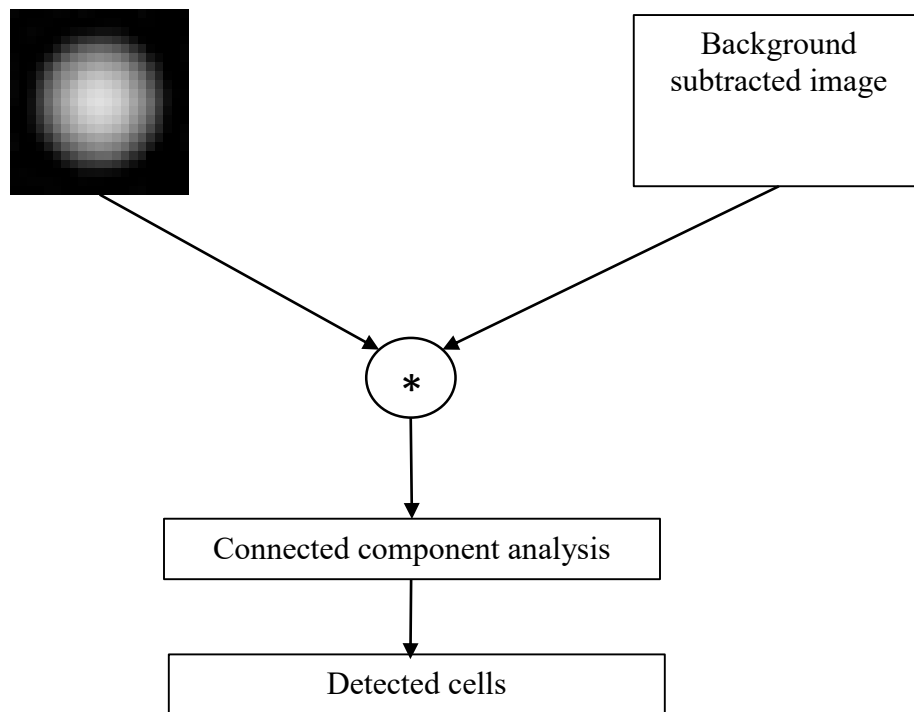 Background
subtracted image
*
Connected component analysis
Detected cells